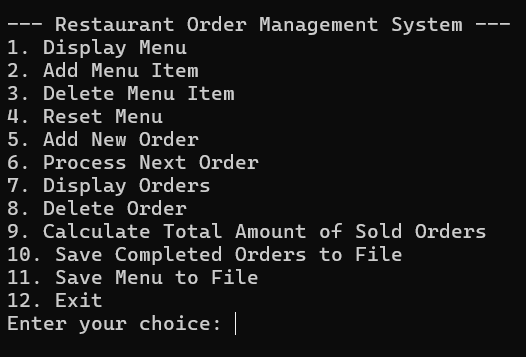 --- Restaurant Order Management System ---
1. Display Menu
2. Add Menu Item
3. Delete Menu Item
4. Reset Menu
5. Add New Order
6. Process Next Order
7. Display Orders
8. Delete Order
9. Calculate Total Amount of Sold Orders
10. Save Completed Orders to File
11. Save Menu to File
12. Exit
Enter your choice: